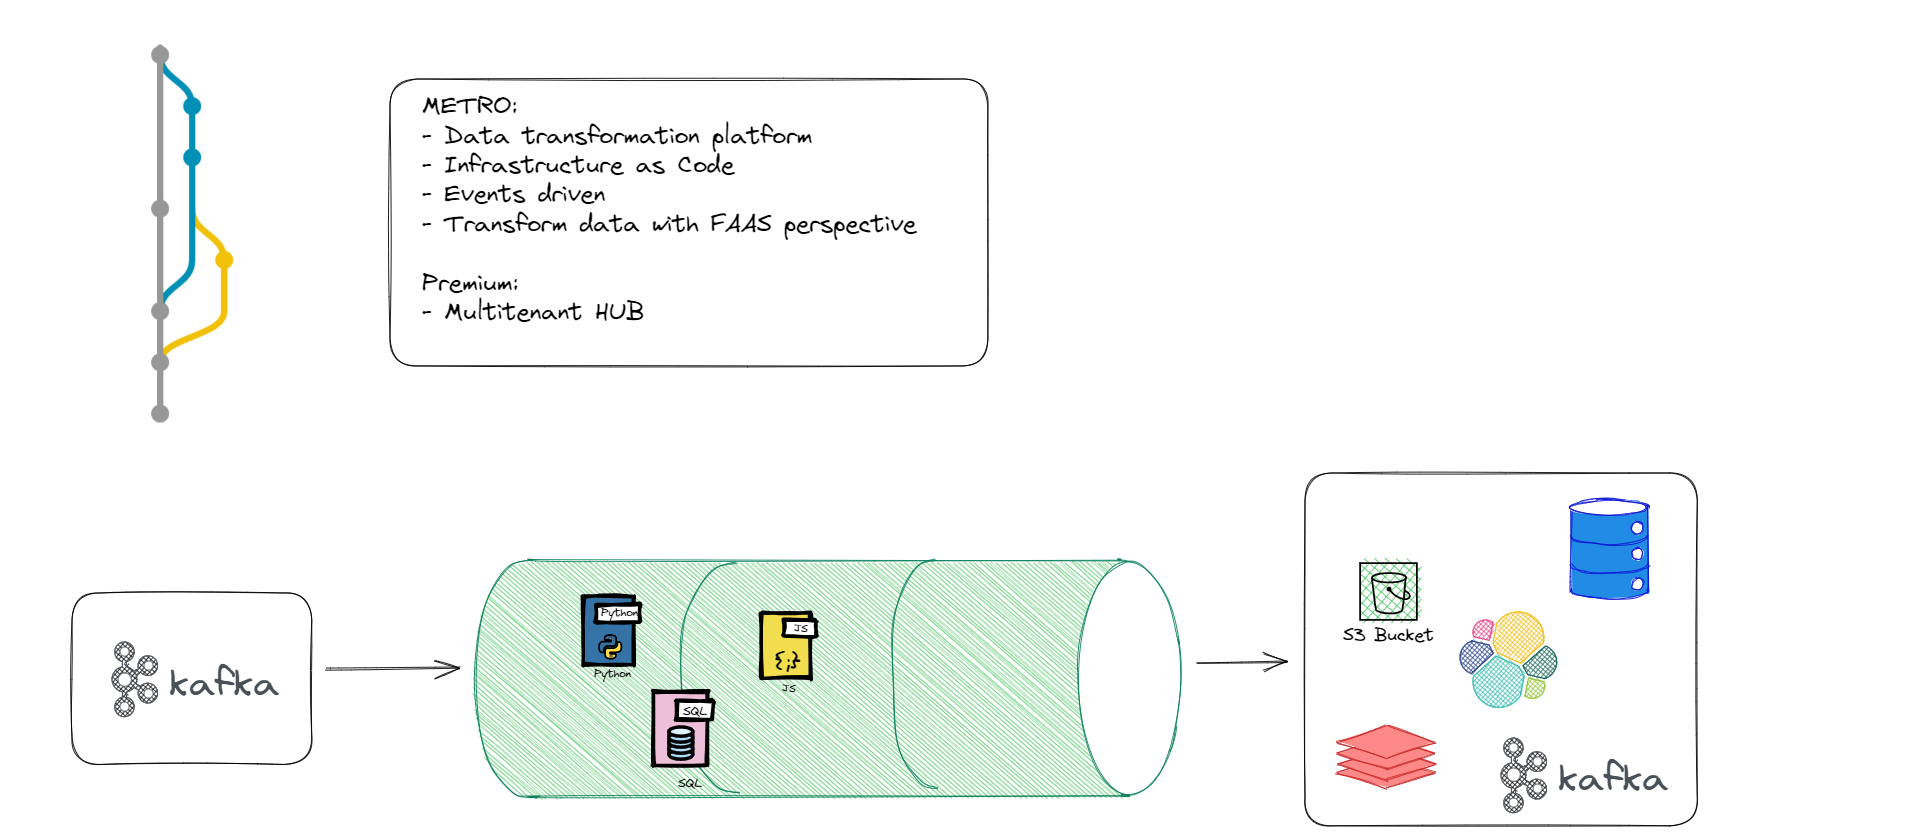 METRO:
- Data transformation platform
- Infrastructure as Code
- Events driven
- Transform data with FAAS perspective
Premium:
- Multitenant HUB
kafka
Python
Python
SQL
SQL
JS
{;}
JS
S3 Bucket
kafka